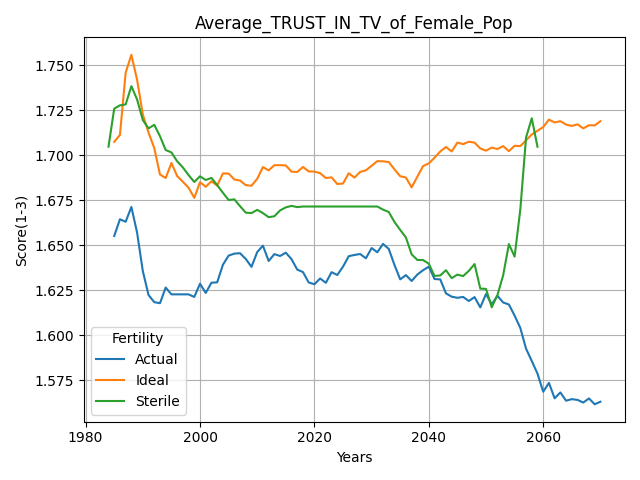 Average_TRUST_IN_TV_of_Female_Pop
1.750
1.725
1.700
1.675
1.650
1.625
1.600
1.575
Score(1-3)
Fertility
Actual
Ideal
Sterile
1980
2000
2020
2040
2060
Years